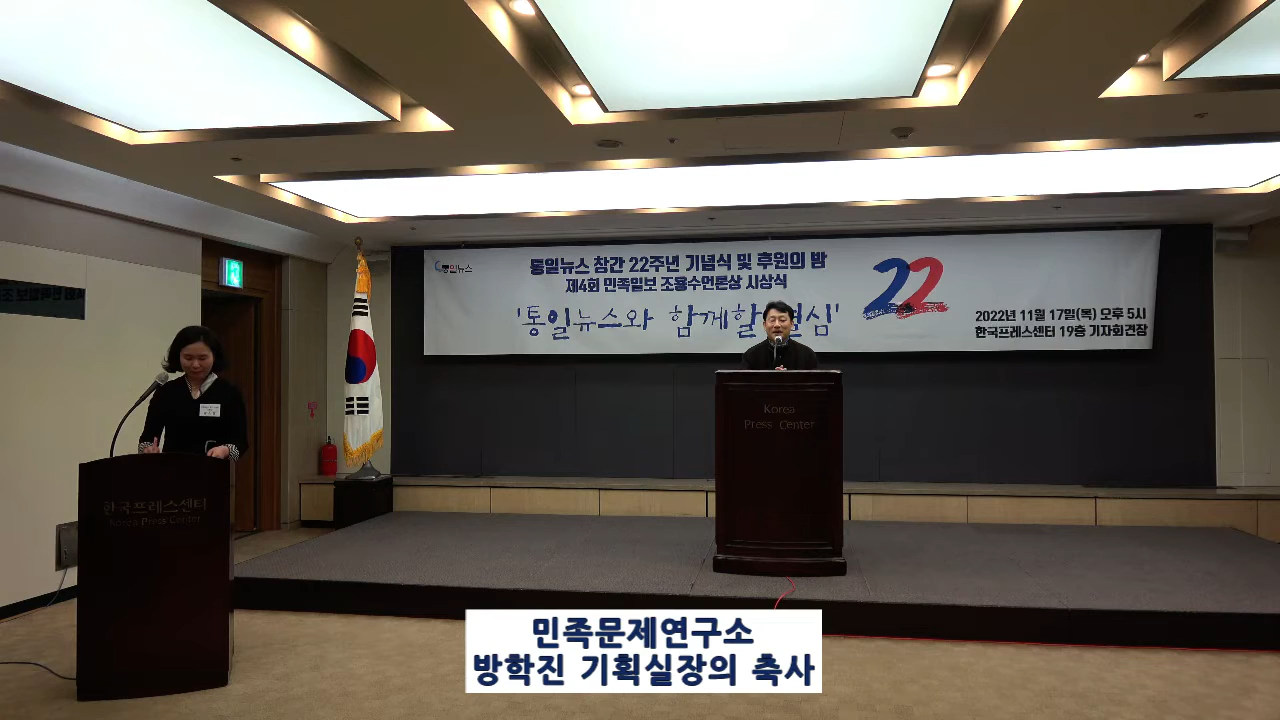 통일뉴스
통일뉴스 창간 22주년 기념식 및 후원의 밤
제4회 민족일보 조용수언론상 시상식
'통일뉴스와 함께할 결심'
22
2022년 11월 17일(목) 오후 5시
한국프레스센터 19층 기자회견장
Korea
Press Center
한국프레스센터
Korea Press Center
민족문제연구소
방학진 기획실장의 축사